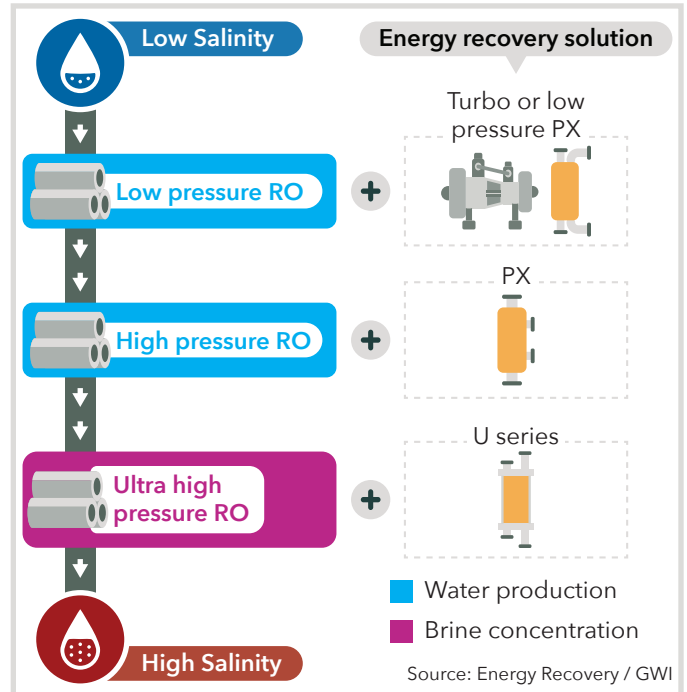 Low Salinity
Energy recovery solution
Turbo or low
pressure PX
Low pressure RO
+
PX
High pressure RO
+
U series
Ultra high
pressure RO
+
Water production
Brine concentration
High Salinity
Source: Energy Recovery / GWI